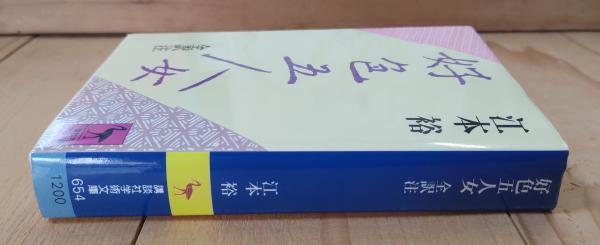 好色五人女
全訳注
江本裕
好色五人女 全訳注
江本 裕
講談社学術文庫
654
1200